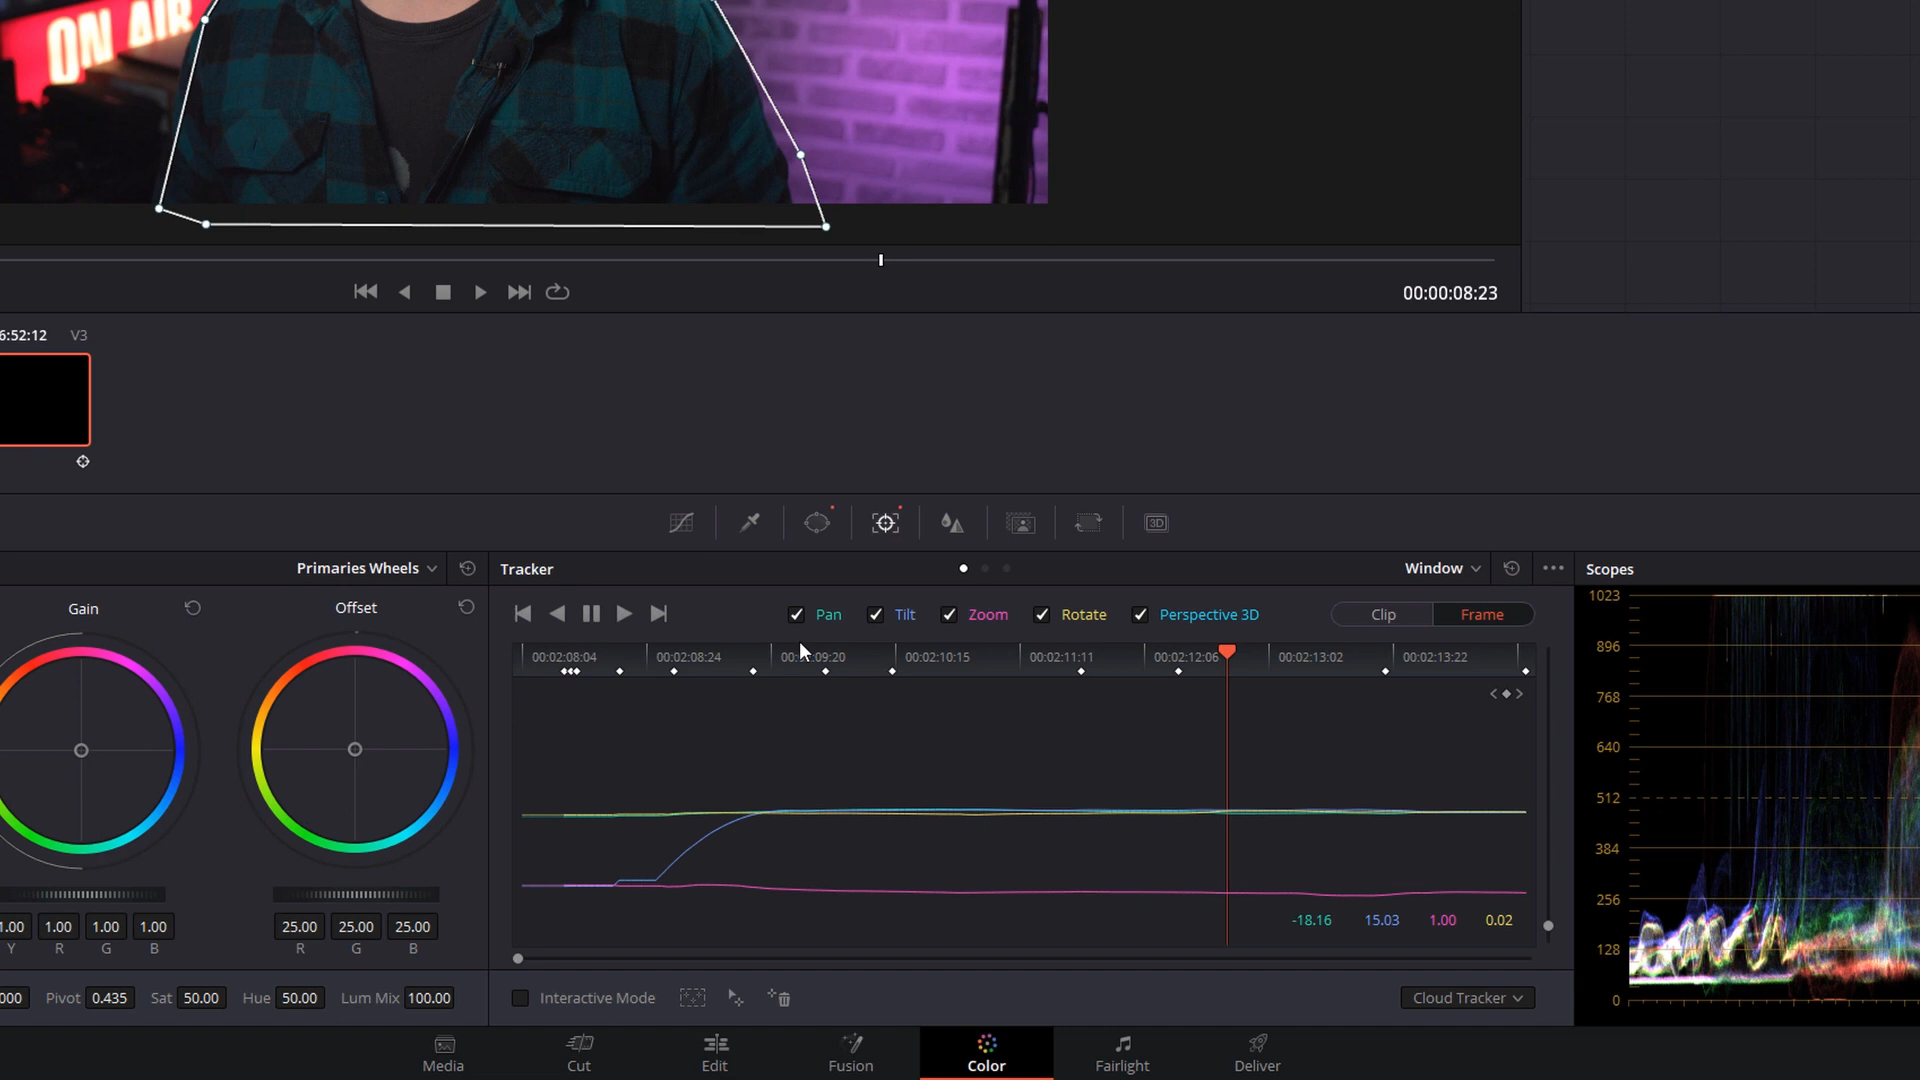 ON AIR
00:00:08:23
6:52:12 V3
3D
Primaries Wheels
Tracker
Window
Scopes
Gain
Offset
Pan
Tilt
Zoom
Rotate
Perspective 3D
Clip
Frame
00:02:08:04
00:02:08:24
00:02:09:20
00:02:10:15
00:02:11:11
00:02:12:06
00:02:13:02
00:02:13:22
-18.16 15.03 1.00 0.02
1.00 1.00 1.00 1.00
Y R G B
25.00 25.00 25.00
R G B
000 Pivot 0.435 Sat 50.00 Hue 50.00 Lum Mix 100.00
Interactive Mode
Cloud Tracker
1023
896
768
640
512
384
256
128
0
Media
Cut
Edit
Fusion
Color
Fairlight
Deliver